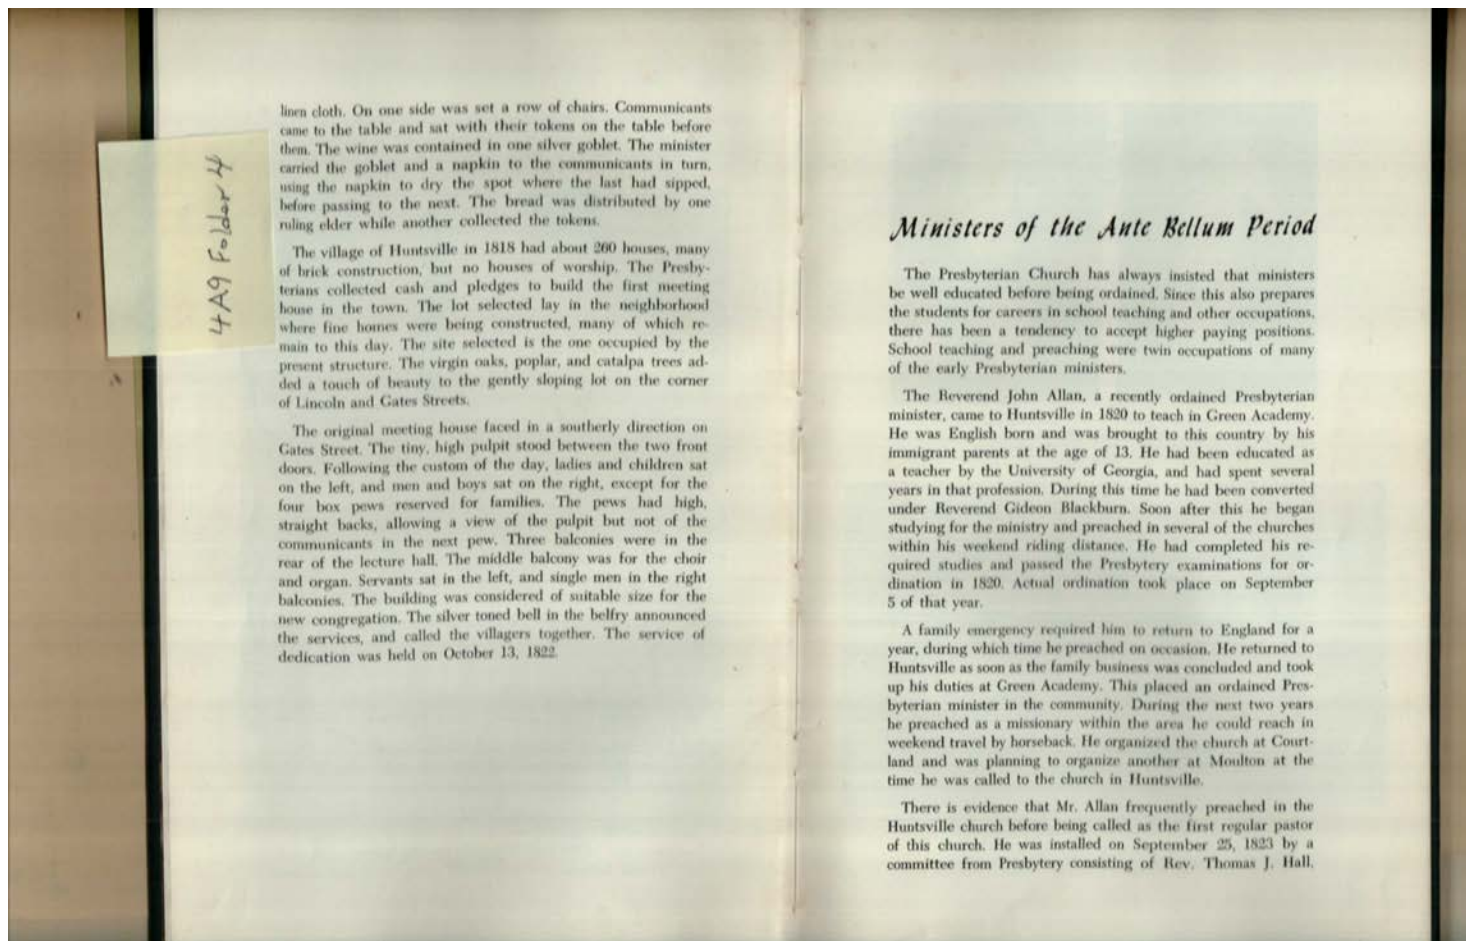 4A9 Folder 4
linen cloth. On one side was set a row of chairs. Communicants
came to the table and sat with their tokens on the table before
them. The wine was contained in one silver goblet. The minister
carried the goblet and a napkin to the communicants in turn,
using the napkin to dry the spot where the last had sipped,
before passing to the next. The bread was distributed by one
ruling elder while another collected the tokens.
The village of Huntsville in 1818 had about 260 houses, many
of brick construction, but no houses of worship. The Presby-
terians collected cash and pledges to build the first meeting
house in the town. The lot selected lay in the neighborhood
where fine homes were being constructed, many of which re-
main to this day. The site selected is the one occupied by the
present structure. The virgin oaks, poplar, and catalpa trees ad-
ded a touch of beauty to the gently sloping lot on the corner
of Lincoln and Gates Streets.
The original meeting house faced in a southerly direction on
Gates Street. The tiny, high pulpit stood between the two front
doors. Following the custom of the day, ladies and children sat
on the left, and men and boys sat on the right, except for the
four box pews reserved for families. The pews had high,
straight backs, allowing a view of the pulpit but not of the
communicants in the next pew. Three balconies were in the
rear of the lecture hall. The middle balcony was for the choir
and organ. Servants sat in the left, and single men in the right
balconies. The building was considered of suitable size for the
new congregation. The silver toned bell in the belfry announced
the services, and called the villagers together. The service of
dedication was held on October 13, 1822.
Ministers of the Ante Bellum Period
The Presbyterian Church has always insisted that ministers
be well educated before being ordained. Since this also prepares
the students for careers in school teaching and other occupations,
there has been a tendency to accept higher paying positions.
School teaching and preaching were twin occupations of many
of the early Presbyterian ministers.
The Reverend John Allan, a recently ordained Presbyterian
minister, came to Huntsville in 1820 to teach in Green Academy.
He was English born and was brought to this country by his
immigrant parents at the age of 13. He had been educated as
a teacher by the University of Georgia, and had spent several
years in that profession. During this time he had been converted
under Reverend Gideon Blackburn. Soon after this he began
studying for the ministry and preached in several of the churches
within his weekend riding distance. He had completed his re-
quired studies and passed the Presbytery examinations for or-
dination in 1820. Actual ordination took place on September
5 of that year.
A family emergency required him to return to England for a
year, during which time he preached on occasion. He returned to
Huntsville as soon as the family business was concluded and took
up his duties at Green Academy. This placed an ordained Pres-
byterian minister in the community. During the next two years
he preached as a missionary within the area he could reach in
weekend travel by horseback. He organized the church at Court-
land and was planning to organize another at Moulton at the
time he was called to the church in Huntsville.
There is evidence that Mr. Allan frequently preached in the
Huntsville church before being called as the first regular pastor
of this church. He was installed on September 25, 1823 by a
committee from Presbytery consisting of Rev. Thomas J. Hall,